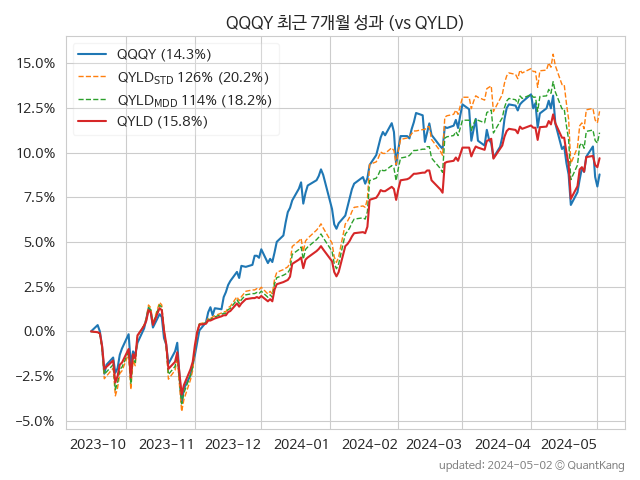 QQQY 최근 7개월 성과 (vs QYLD)
QQQY (14.3%)
QYLD_STD 126% (20.2%)
QYLD_MDD 114% (18.2%)
QYLD (15.8%)
15.0%
12.5%
10.0%
7.5%
5.0%
2.5%
0.0%
−2.5%
−5.0%
2023-10 2023-11 2023-12 2024-01 2024-02 2024-03 2024-04 2024-05
updated: 2024-05-02 © QuantKang